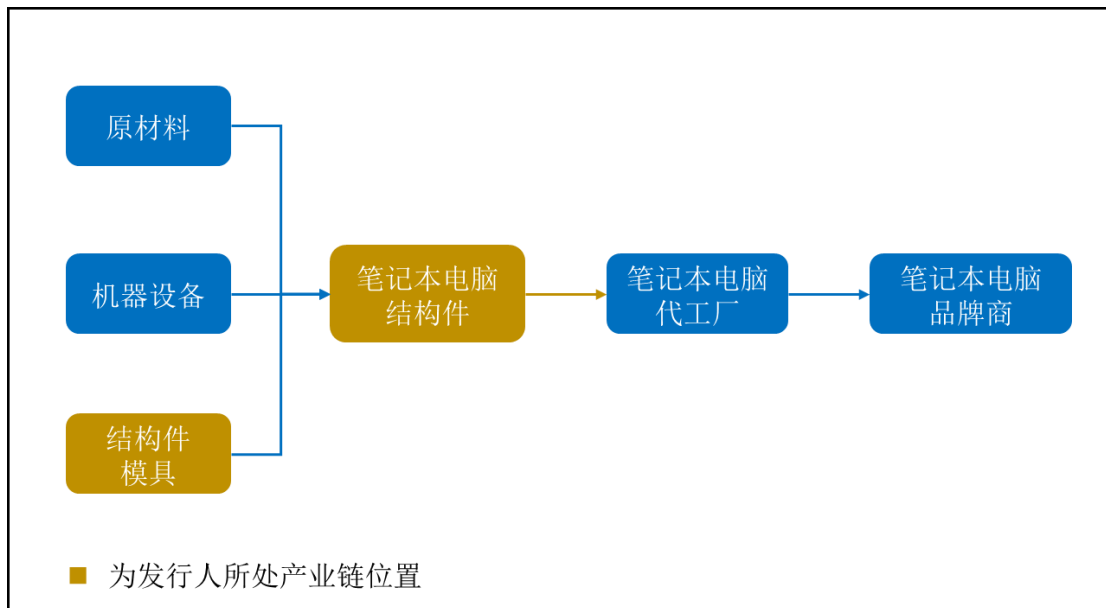 原材料
机器设备
结构件
模具
笔记本电脑
结构件
笔记本电脑
代工厂
笔记本电脑
品牌商
为发行人所处产业链位置